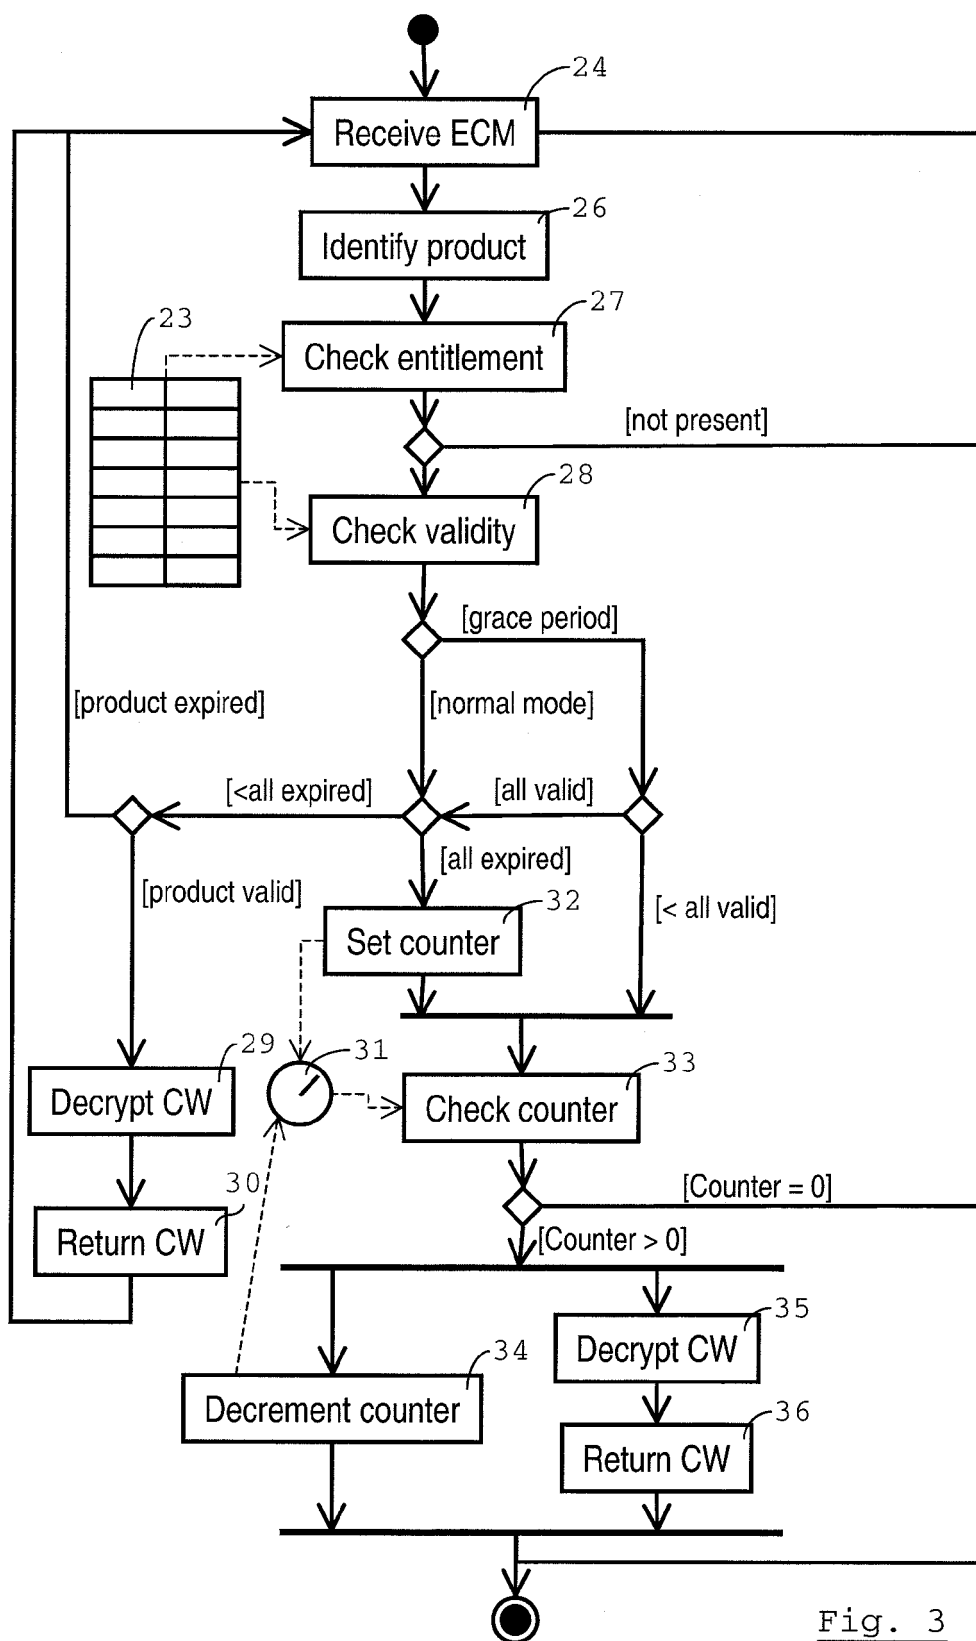 24
Receive ECM
26
Identify product
27
23
Check entitlement
[not present]
28
Check validity
[grace period]
[product expired]
[normal mode]
[<all expired]
[all valid]
[all expired]
[product valid]
32
[< all valid]
Set counter
29
31
33
Decrypt CW
Check counter
30
[Counter = 0]
Return CW
[Counter > 0]
35
Decrypt CW
34
Decrement counter
36
Return CW
Fig. 3